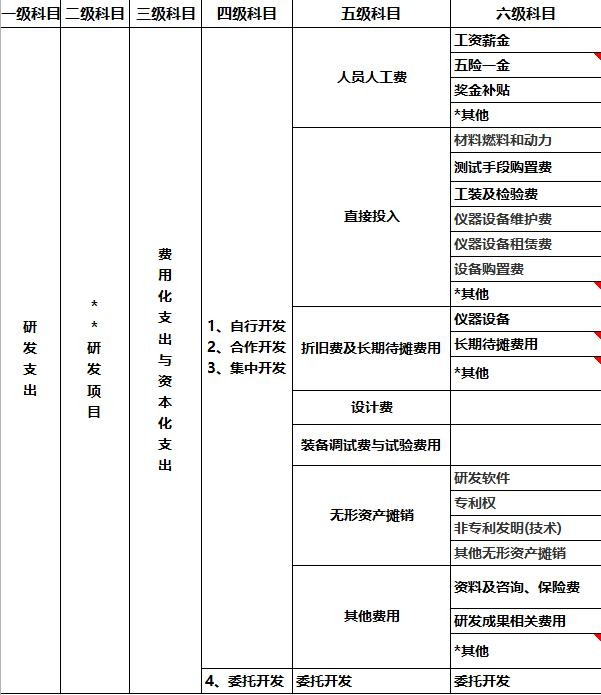 一级科目 二级科目 三级科目 四级科目 五级科目 六级科目
研发支出
**研发项目
费用化支出与资本化支出
1、自行开发
2、合作开发
3、集中开发
人员人工费
工资薪金
五险一金
奖金补贴
*其他
直接投入
材料燃料和动力
测试手段购置费
工装及检验费
仪器设备维护费
仪器设备租赁费
设备购置费
*其他
折旧费及长期待摊费用
仪器设备
长期待摊费用
*其他
设计费
装备调试费与试验费用
无形资产摊销
研发软件
专利权
非专利发明(技术)
其他无形资产摊销
其他费用
资料及咨询、保险费
研发成果相关费用
*其他
4、委托开发 委托开发 委托开发